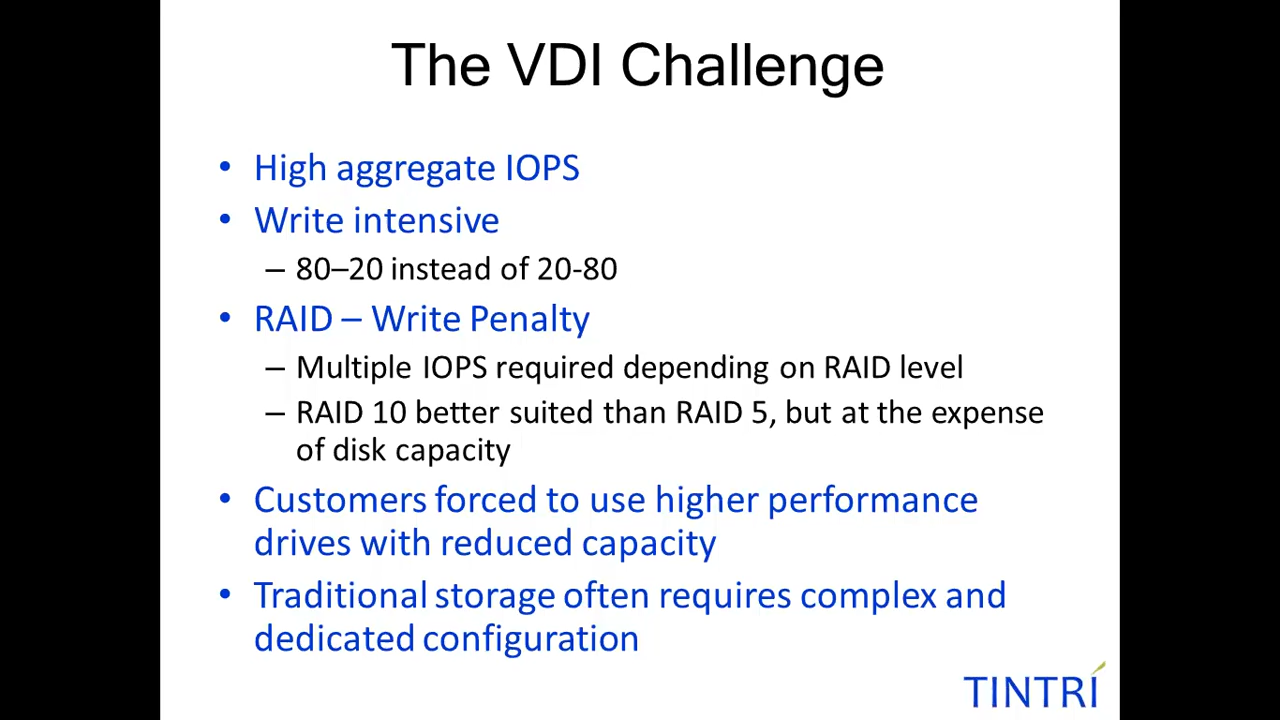 The VDI Challenge
• High aggregate IOPS
• Write intensive
– 80–20 instead of 20-80
• RAID – Write Penalty
– Multiple IOPS required depending on RAID level
– RAID 10 better suited than RAID 5, but at the expense
of disk capacity
• Customers forced to use higher performance
drives with reduced capacity
• Traditional storage often requires complex and
dedicated configuration
TINTRÍ